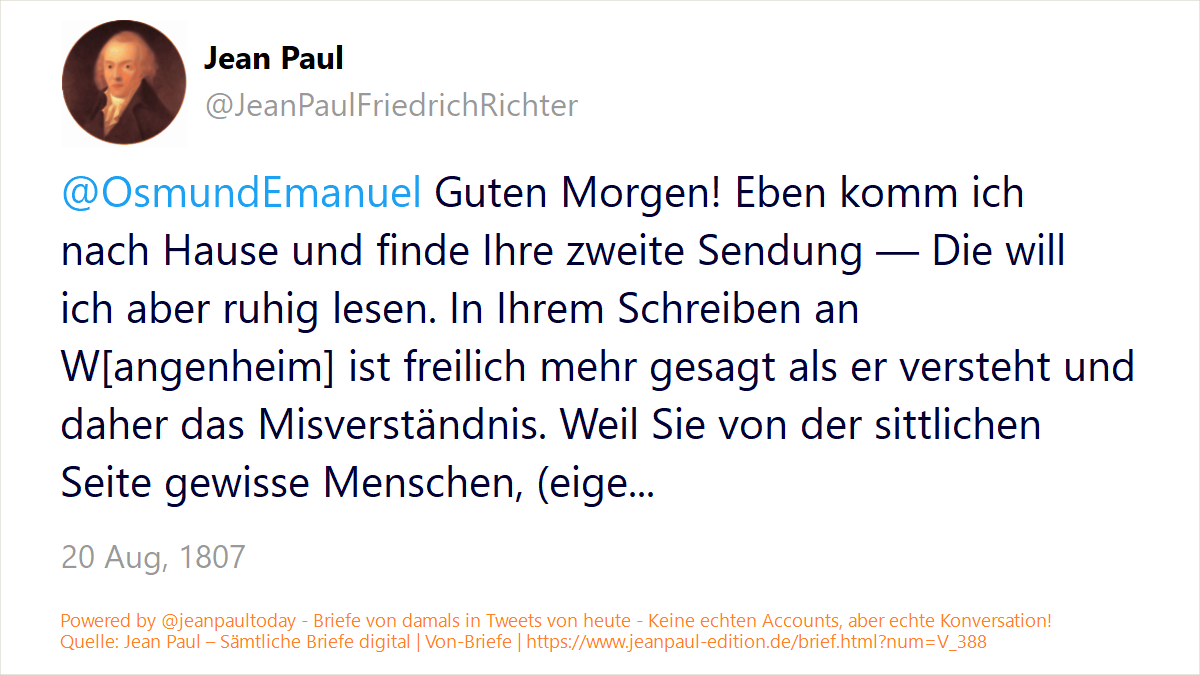 Jean Paul
@JeanPaulFriedrichRichter
@OsmundEmanuel Guten Morgen! Eben komm ich
nach Hause und finde Ihre zweite Sendung — Die will
ich aber ruhig lesen. In Ihrem Schreiben an
W[angenheim] ist freilich mehr gesagt als er versteht und
daher das Misverständnis. Weil Sie von der sittlichen
Seite gewisse Menschen, (eige...
20 Aug, 1807
Powered by @jeanpaultoday - Briefe von damals in Tweets von heute - Keine echten Accounts, aber echte Konversation!
Quelle: Jean Paul – Sämtliche Briefe digital | Von-Briefe | https://www.jeanpaul-edition.de/brief.html?num=V_388